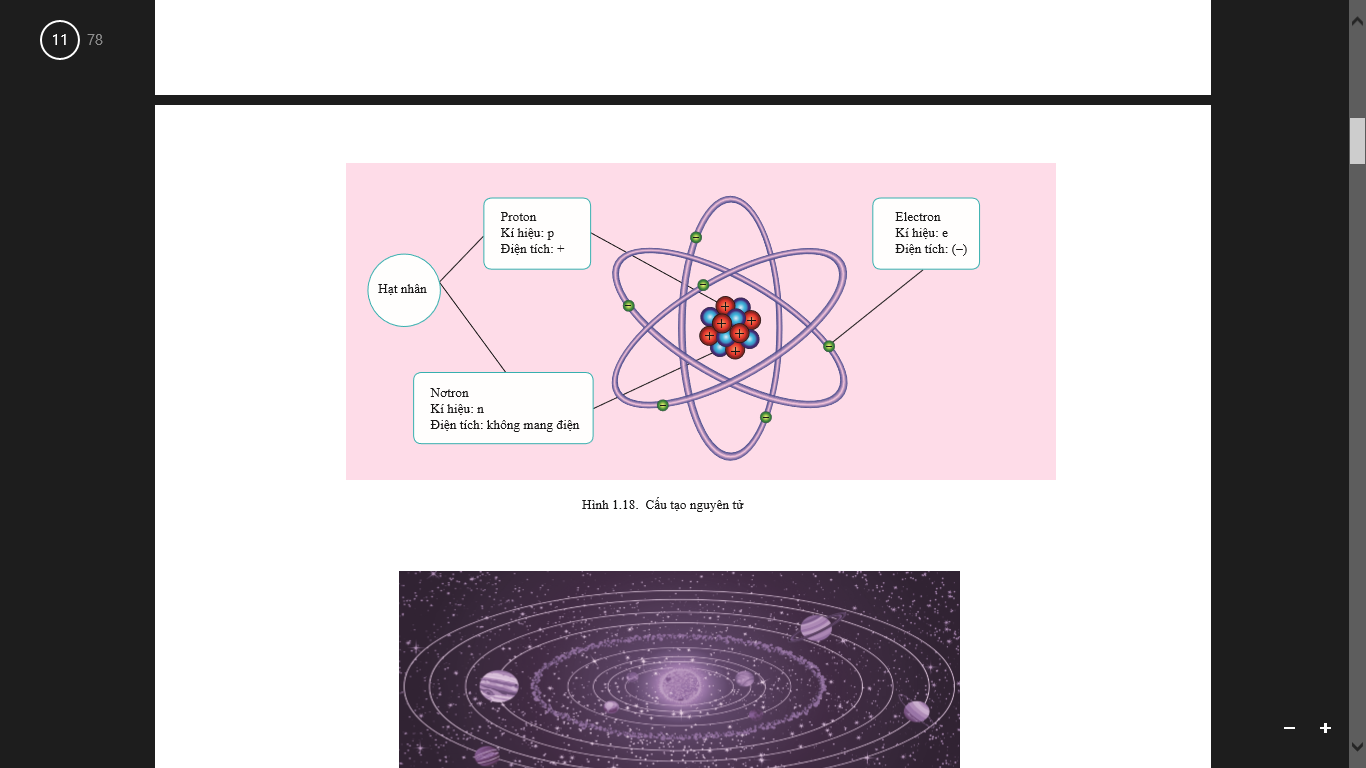 11 78
Proton
Kí hiệu: p
Điện tích: +
Electron
Kí hiệu: e
Điện tích: (–)
Hạt nhân
Nơtron
Kí hiệu: n
Điện tích: không mang điện
Hình 1.18. Cấu tạo nguyên tử